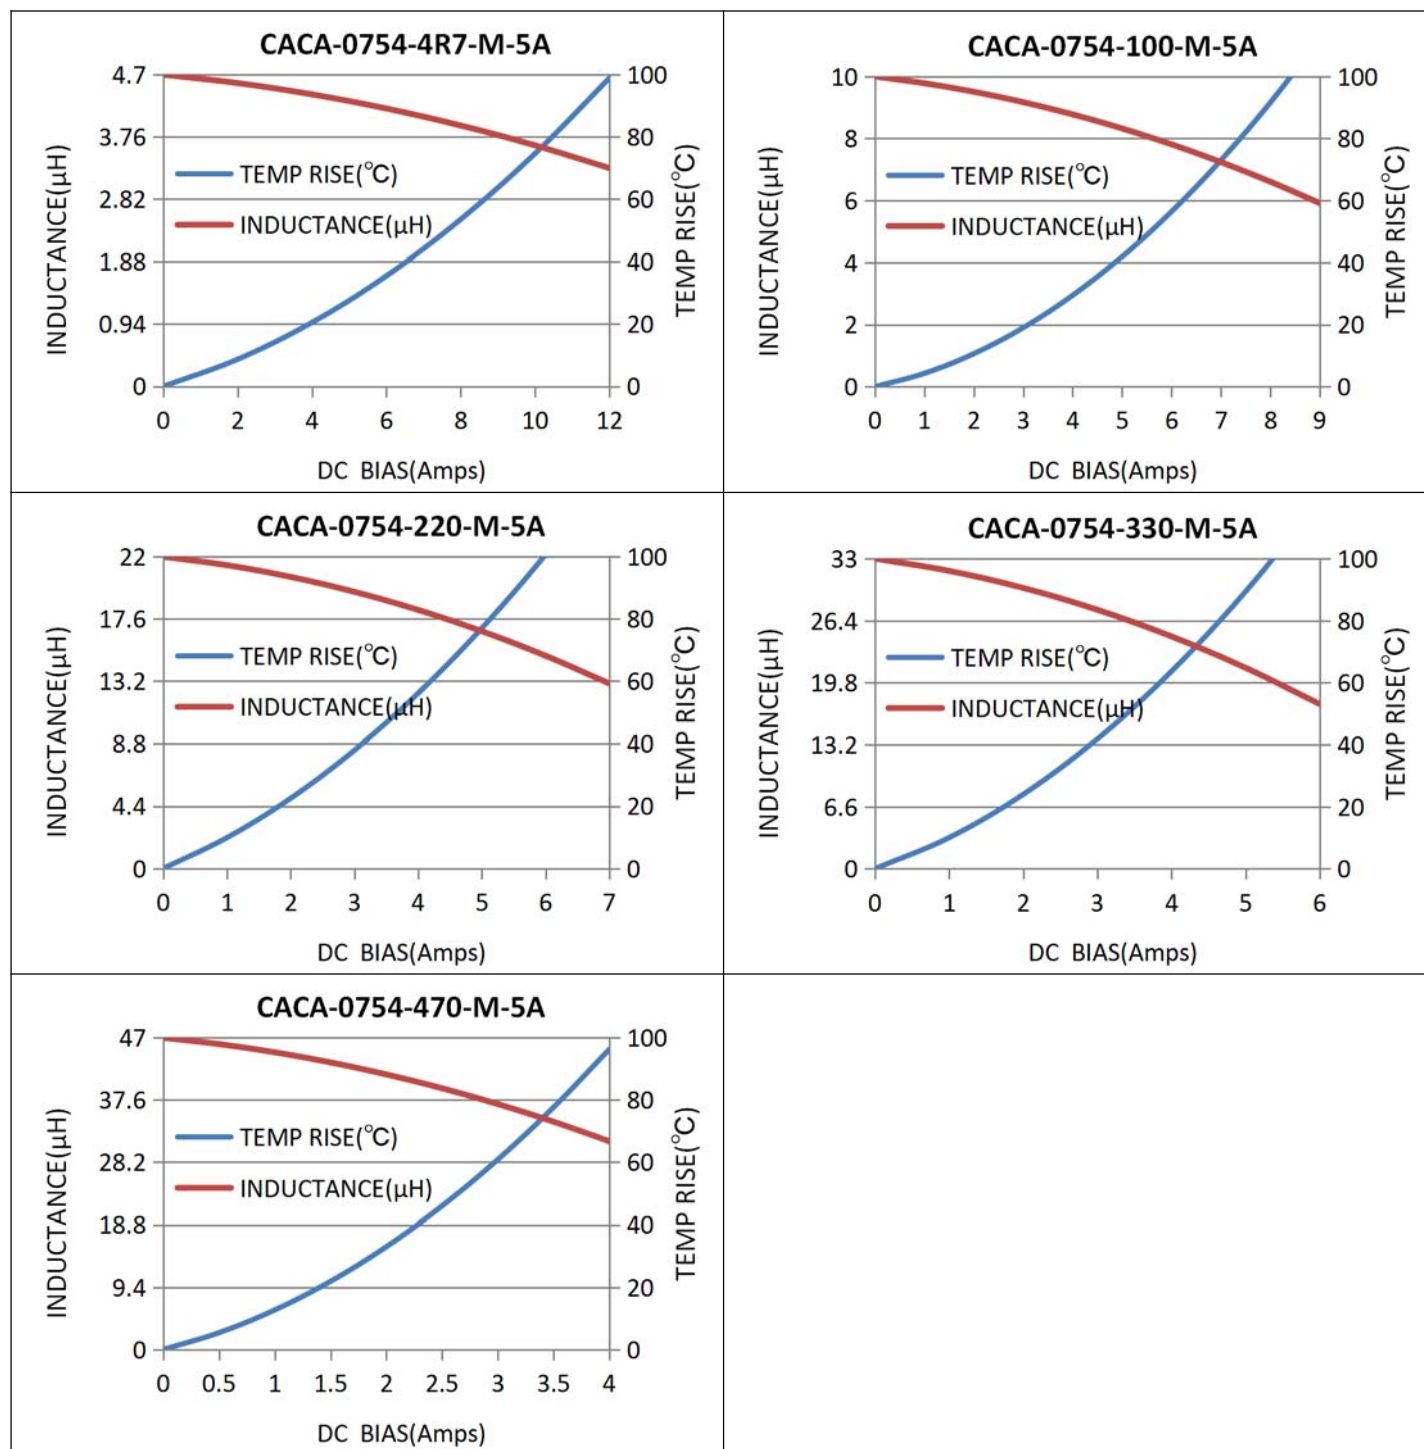 CACA-0754-4R7-M-5A
INDUCTANCE(μH)
4.7
3.76
2.82
1.88
0.94
0
TEMP RISE(℃)
INDUCTANCE(μH)
100
80
60
40
20
0
TEMP RISE(℃)
0 2 4 6 8 10 12
DC BIAS(Amps)
CACA-0754-100-M-5A
INDUCTANCE(μH)
10
8
6
4
2
0
TEMP RISE(℃)
INDUCTANCE(μH)
100
80
60
40
20
0
TEMP RISE(℃)
0 1 2 3 4 5 6 7 8 9
DC BIAS(Amps)
CACA-0754-220-M-5A
INDUCTANCE(μH)
22
17.6
13.2
8.8
4.4
0
TEMP RISE(℃)
INDUCTANCE(μH)
100
80
60
40
20
0
TEMP RISE(℃)
0 1 2 3 4 5 6 7
DC BIAS(Amps)
CACA-0754-330-M-5A
INDUCTANCE(μH)
33
26.4
19.8
13.2
6.6
0
TEMP RISE(℃)
INDUCTANCE(μH)
100
80
60
40
20
0
TEMP RISE(℃)
0 1 2 3 4 5 6
DC BIAS(Amps)
CACA-0754-470-M-5A
INDUCTANCE(μH)
47
37.6
28.2
18.8
9.4
0
TEMP RISE(℃)
INDUCTANCE(μH)
100
80
60
40
20
0
TEMP RISE(℃)
0 0.5 1 1.5 2 2.5 3 3.5 4
DC BIAS(Amps)